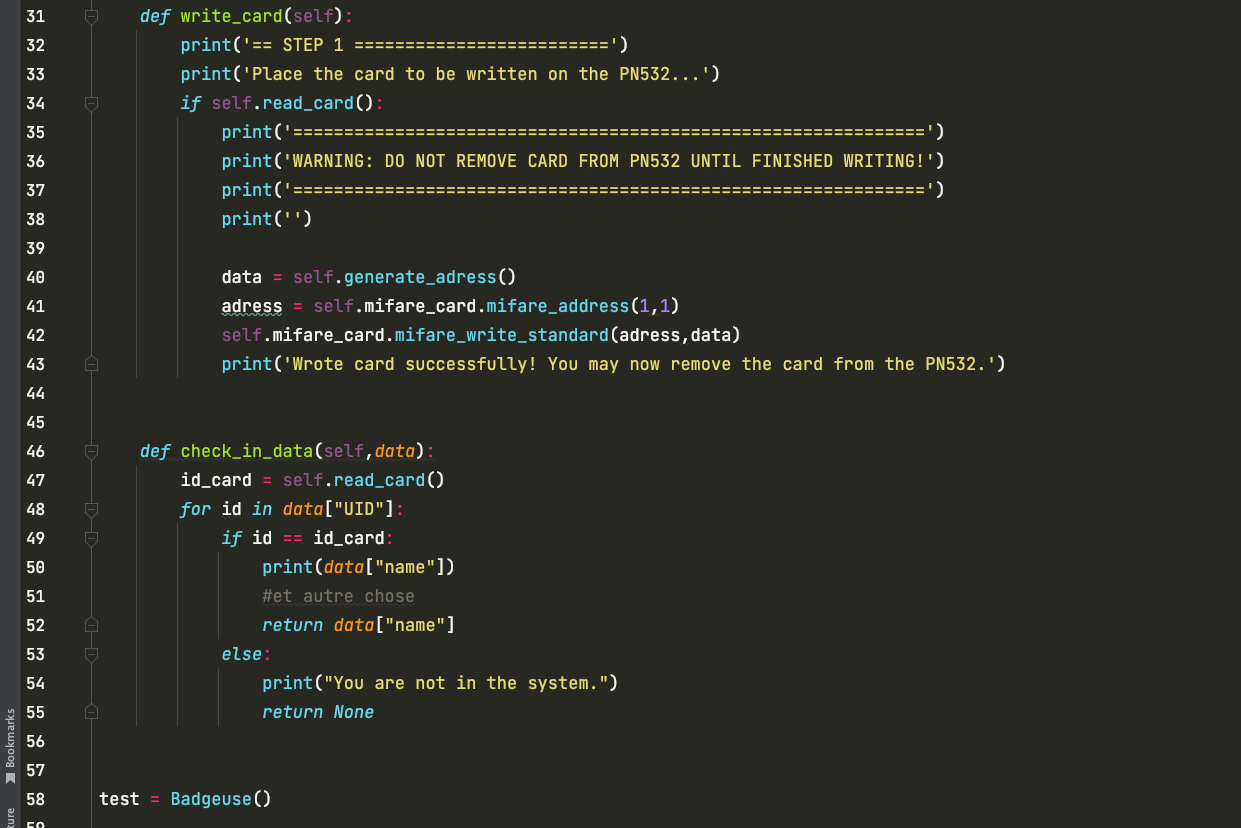 31 def write_card(self):
32 print('== STEP 1 =========================')
33 print('Place the card to be written on the PN532...')
34 if self.read_card():
35 print('==============================================================')
36 print('WARNING: DO NOT REMOVE CARD FROM PN532 UNTIL FINISHED WRITING!')
37 print('==============================================================')
38 print('')
39
40 data = self.generate_adress()
41 adress = self.mifare_card.mifare_address(1,1)
42 self.mifare_card.mifare_write_standard(adress,data)
43 print('Wrote card successfully! You may now remove the card from the PN532.')
44
45
46 def check_in_data(self,data):
47 id_card = self.read_card()
48 for id in data["UID"]:
49 if id == id_card:
50 print(data["name"])
51 #et autre chose
52 return data["name"]
53 else:
54 print("You are not in the system.")
55 return None
56
57
58 test = Badgeuse()
Bookmarks